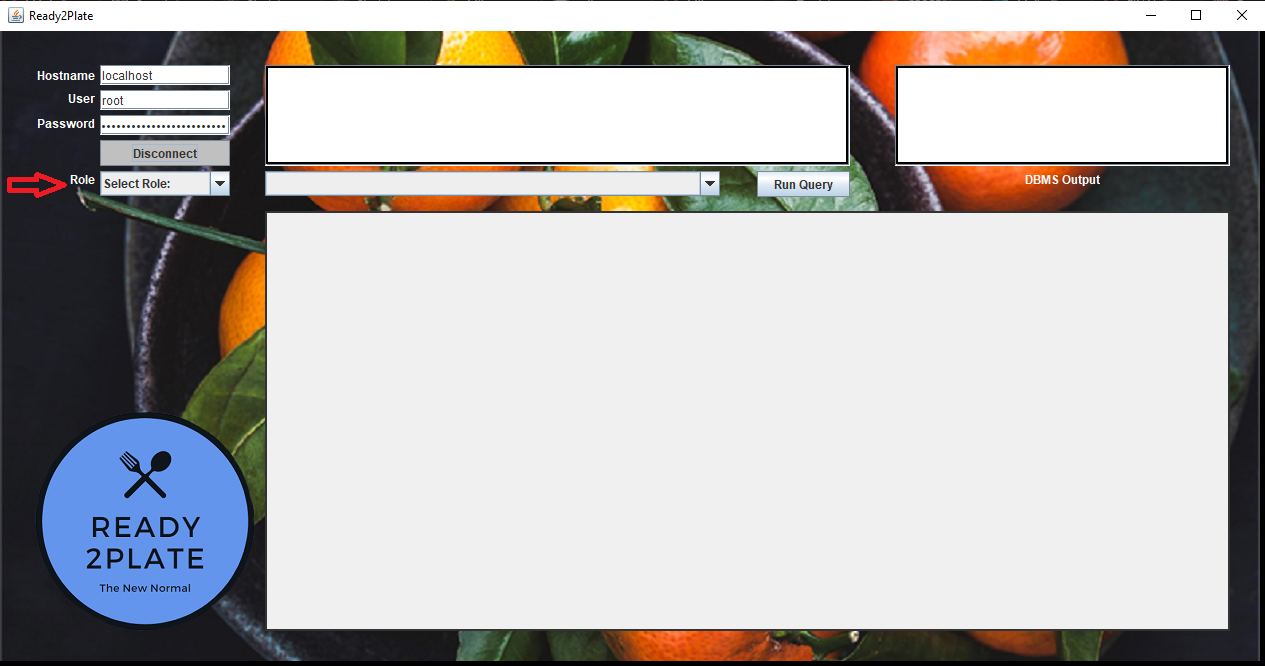 Ready2Plate
Hostname localhost
User root
Password
Disconnect
Role Select Role:
Run Query
DBMS Output
READY
2PLATE
The New Normal